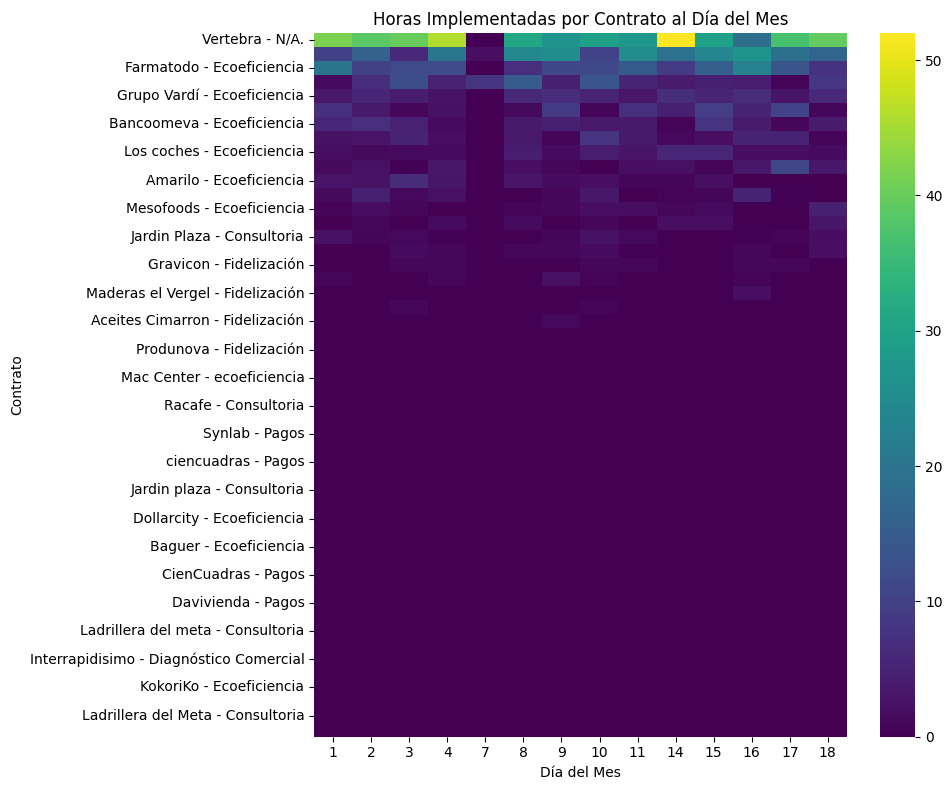 Horas Implementadas por Contrato al Día del Mes
Contrato
Vertebra - N/A.
Farmatodo - Ecoeficiencia
Grupo Vardí - Ecoeficiencia
Bancoomeva - Ecoeficiencia
Los coches - Ecoeficiencia
Amarilo - Ecoeficiencia
Mesofoods - Ecoeficiencia
Jardin Plaza - Consultoria
Gravicon - Fidelización
Maderas el Vergel - Fidelización
Aceites Cimarron - Fidelización
Produnova - Fidelización
Mac Center - ecoeficiencia
Racafe - Consultoria
Synlab - Pagos
ciencuadras - Pagos
Jardin plaza - Consultoria
Dollarcity - Ecoeficiencia
Baguer - Ecoeficiencia
CienCuadras - Pagos
Davivienda - Pagos
Ladrillera del meta - Consultoria
Interrapidisimo - Diagnóstico Comercial
KokoriKo - Ecoeficiencia
Ladrillera del Meta - Consultoria
1 2 3 4 7 8 9 10 11 14 15 16 17 18
Día del Mes
50
40
30
20
10
0